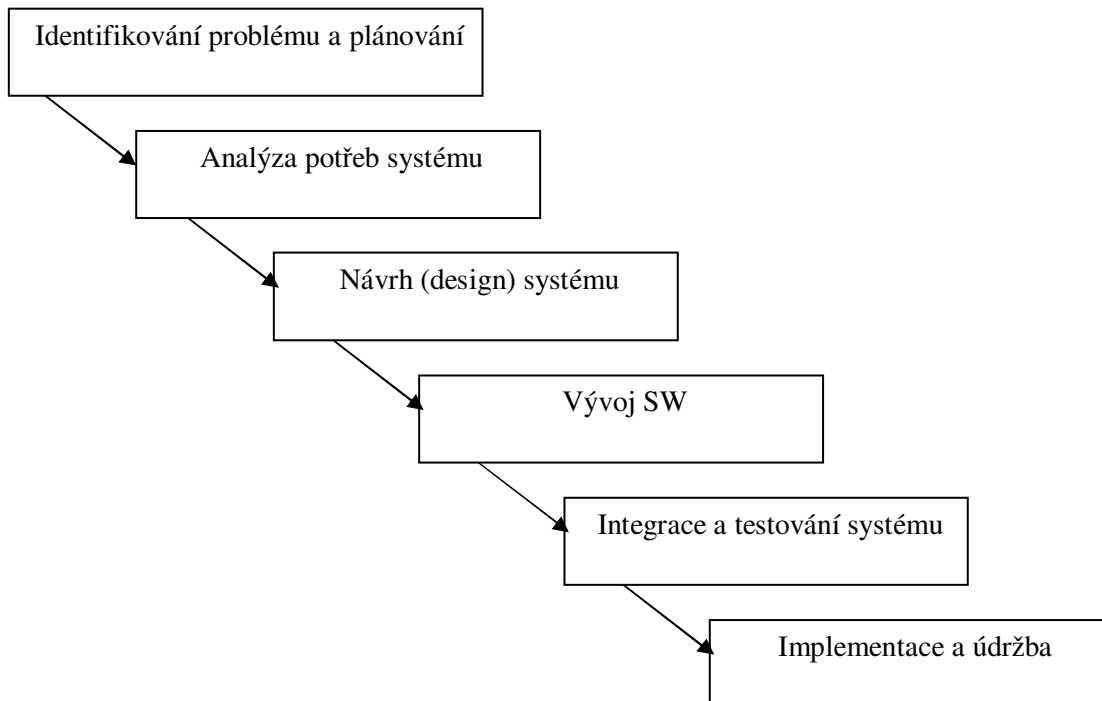 Identifikování problému a plánování
Analýza potřeb systému
Návrh (design) systému
Vývoj SW
Integrace a testování systému
Implementace a údržba